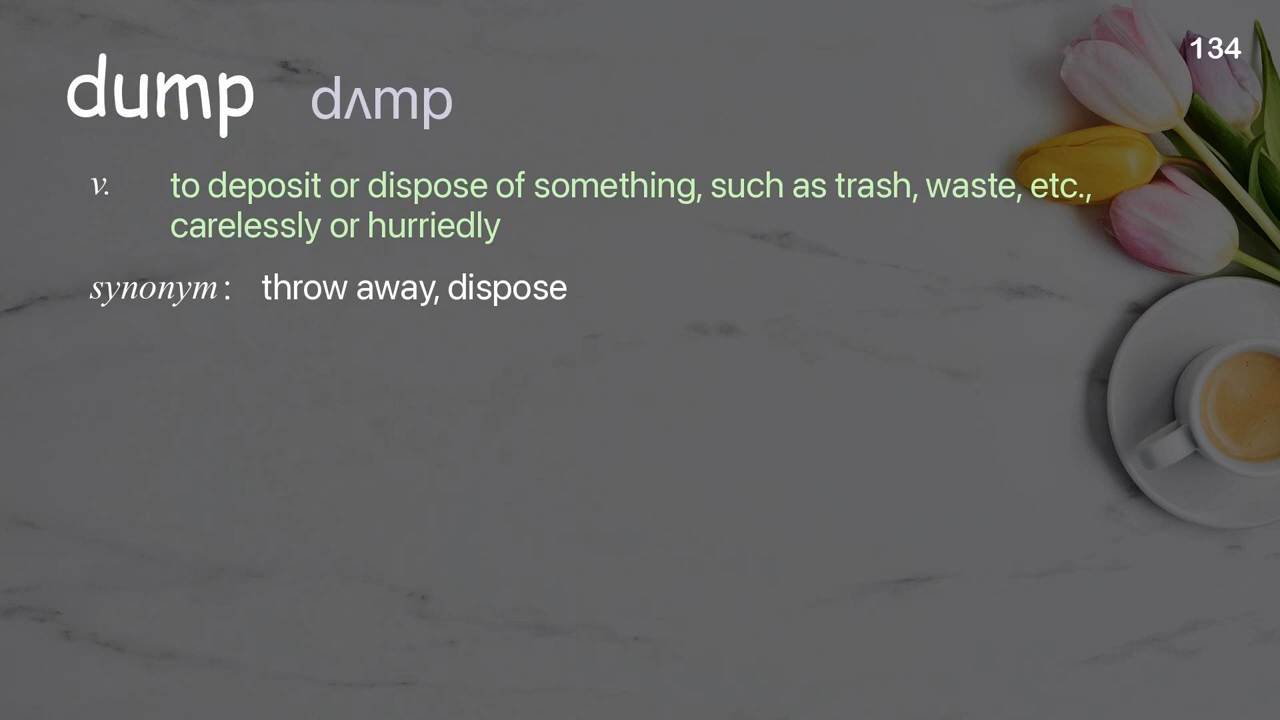 134
dump dʌmp
v. to deposit or dispose of something, such as trash, waste, etc.,
carelessly or hurriedly
synonym: throw away, dispose